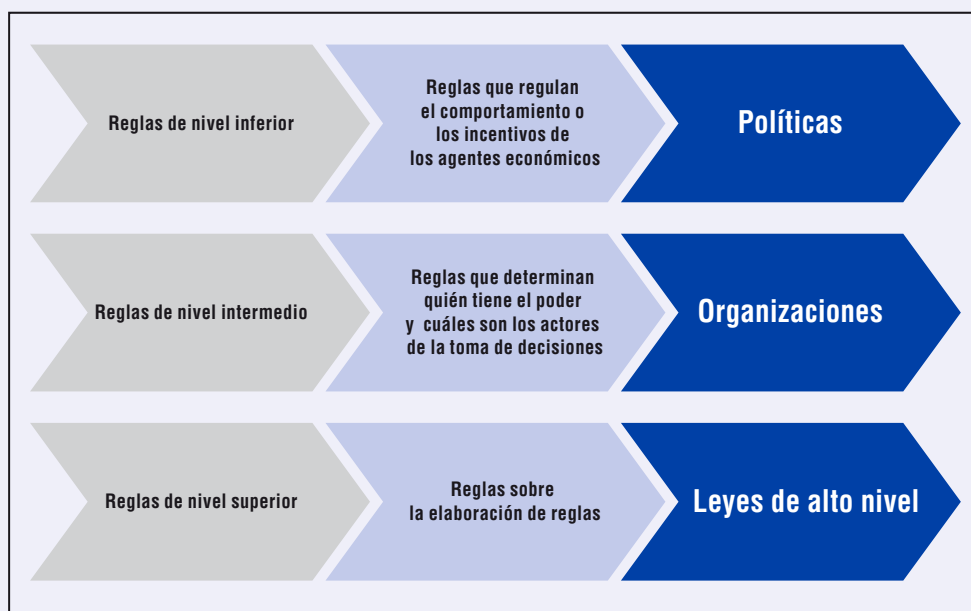 Reglas de nivel inferior
Reglas que regulan
el comportamiento o
los incentivos de
los agentes económicos
Políticas
Reglas de nivel intermedio
Reglas que determinan
quién tiene el poder
y cuáles son los actores
de la toma de decisiones
Organizaciones
Reglas de nivel superior
Reglas sobre
la elaboración de reglas
Leyes de alto nivel